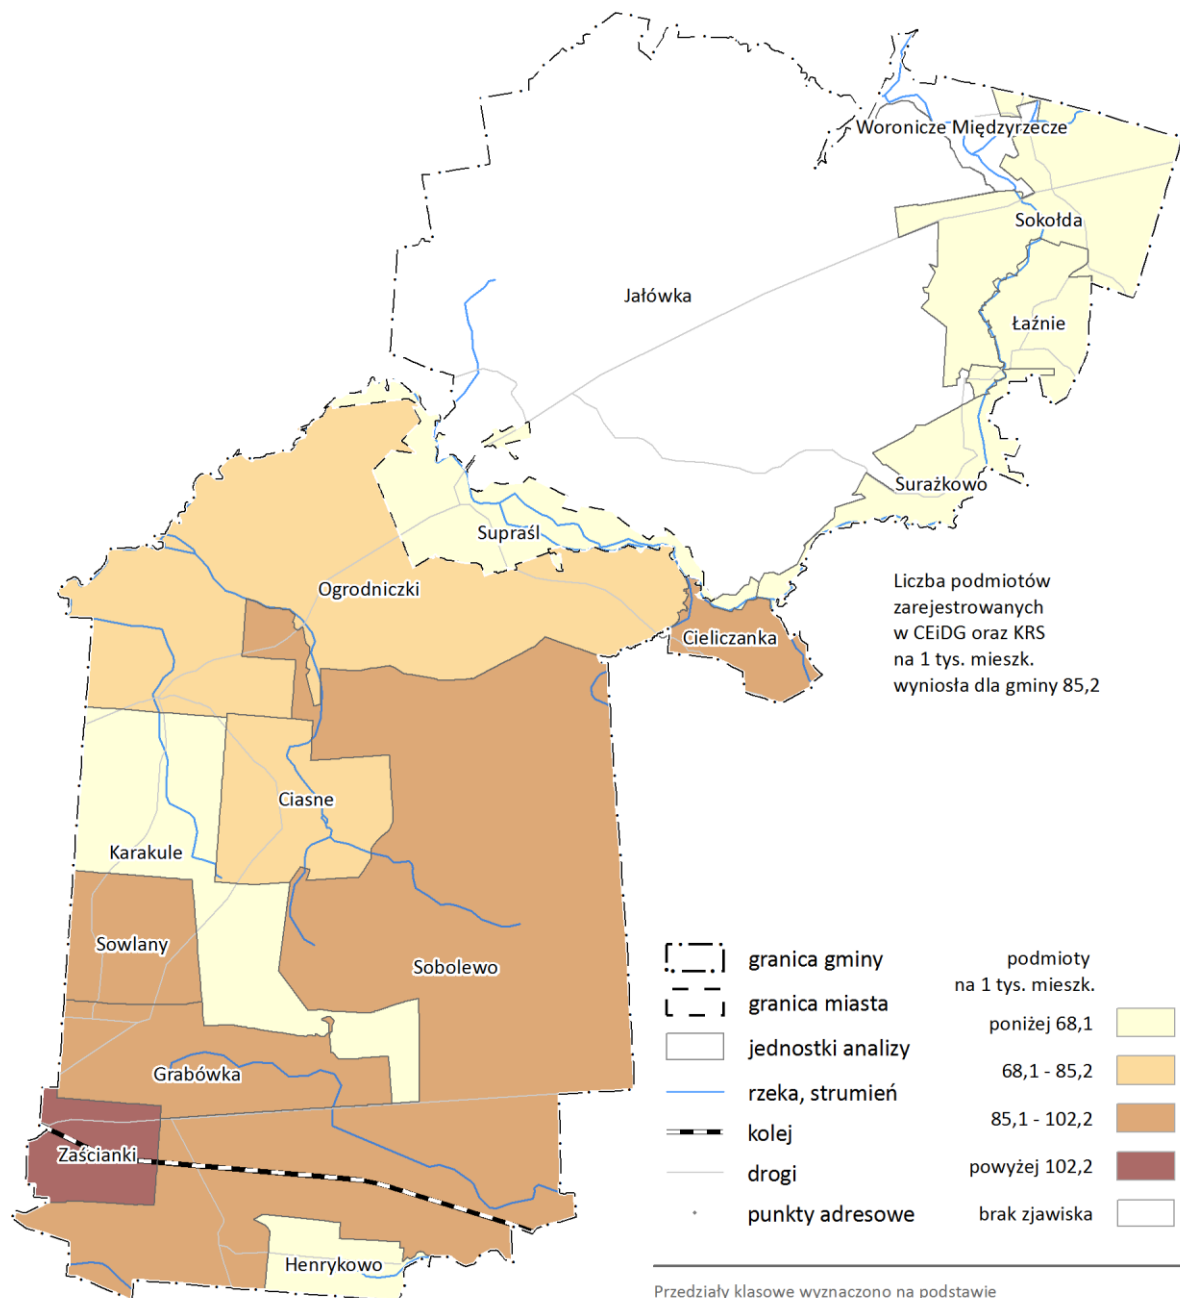 Woronicze Międzyrzecze
Sokołda
Jałówka
Łaźnie
Surażkowo
Supraśl
Ogrodniczki
Cieliczanka
Liczba podmiotów
zarejestrowanych
w CEiDG oraz KRS
na 1 tys. mieszk.
wyniosła dla gminy 85,2
Ciasne
Karakule
Sowlany
Sobolewo
Grabówka
Zaścianki
Henrykowo
granica gminy
granica miasta
jednostki analizy
rzeka, strumień
kolej
drogi
punkty adresowe
podmioty
na 1 tys. mieszk.
poniżej 68,1
68,1 - 85,2
85,1 - 102,2
powyżej 102,2
brak zjawiska
Przedziały klasowe wyznaczono na podstawie